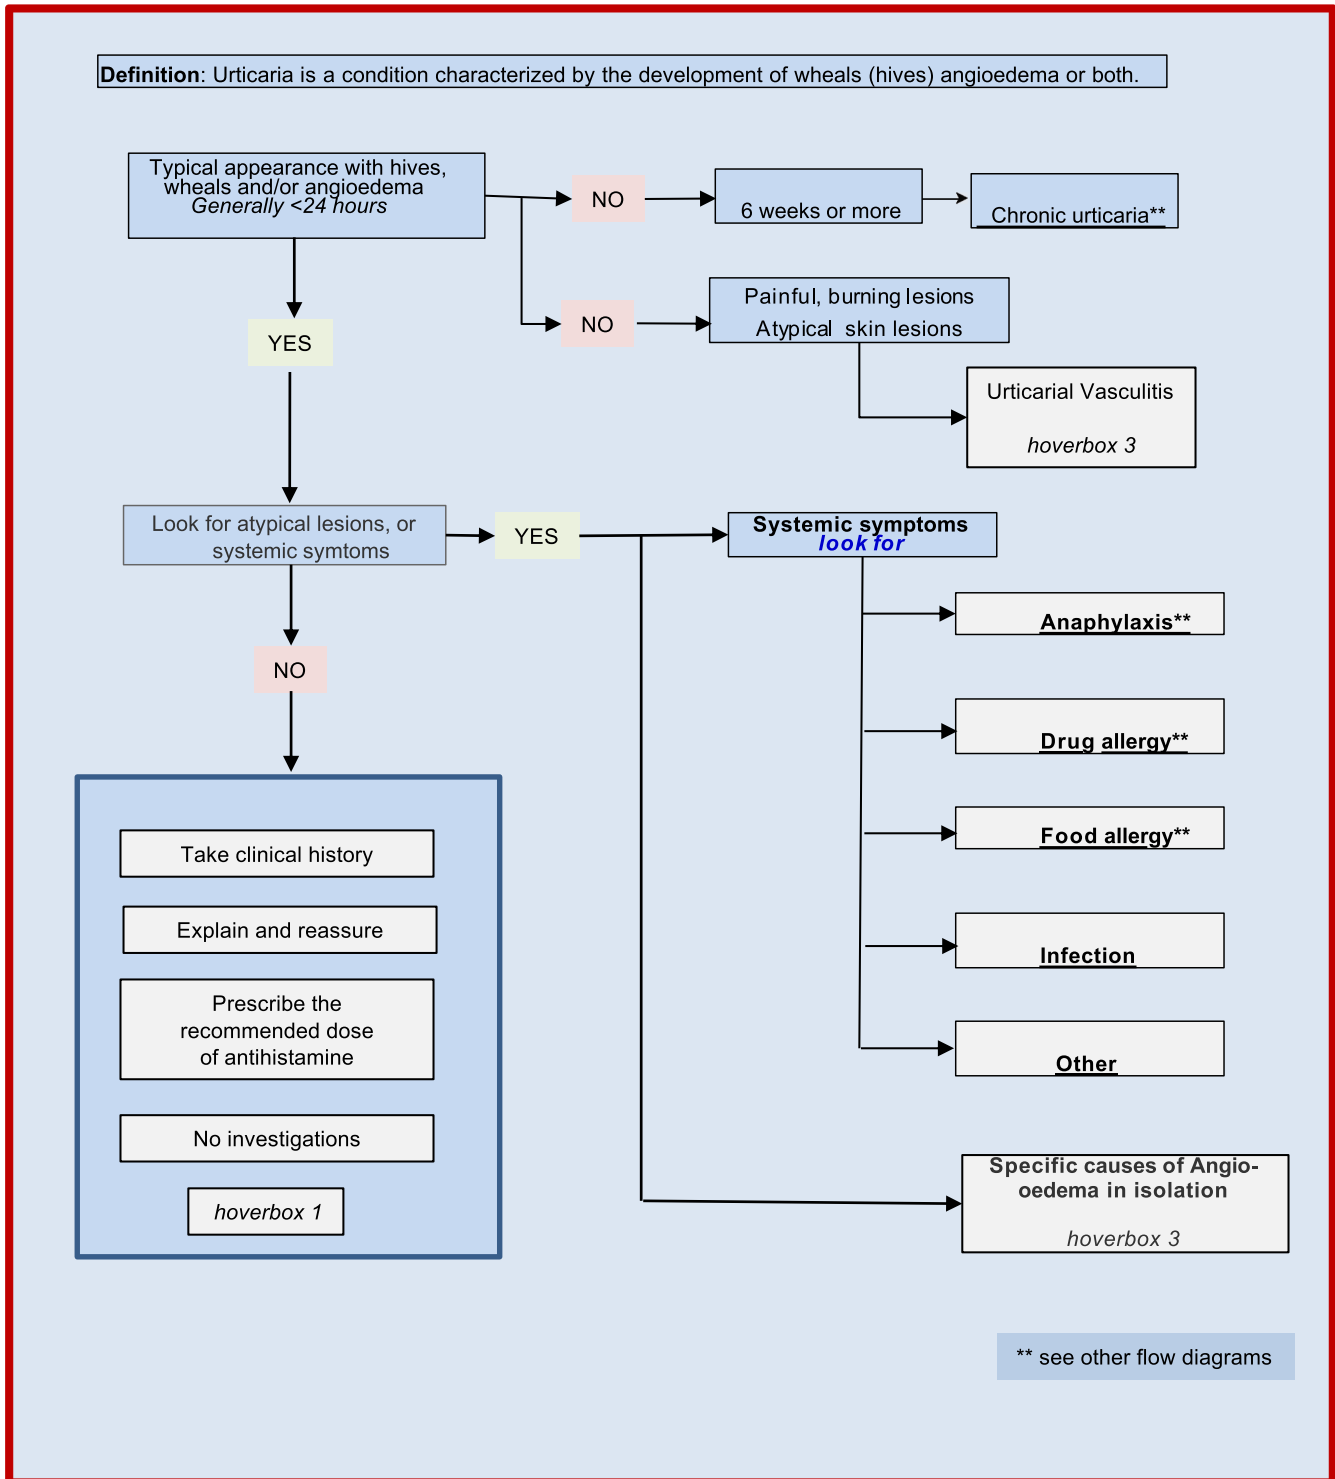 Definition: Urticaria is a condition characterized by the development of wheals (hives) angioedema or both.
Typical appearance with hives,
wheals and/or angioedema
Generally <24 hours
NO
6 weeks or more
Chronic urticaria**
NO
Painful, burning lesions
Atypical skin lesions
YES
Urticarial Vasculitis
hoverbox 3
Look for atypical lesions, or
systemic symtoms
YES
Systemic symptoms
look for
Anaphylaxis**
NO
Drug allergy**
Food allergy**
Infection
Other
Take clinical history
Explain and reassure
Prescribe the
recommended dose
of antihistamine
No investigations
hoverbox 1
Specific causes of Angio-
oedema in isolation
hoverbox 3
** see other flow diagrams